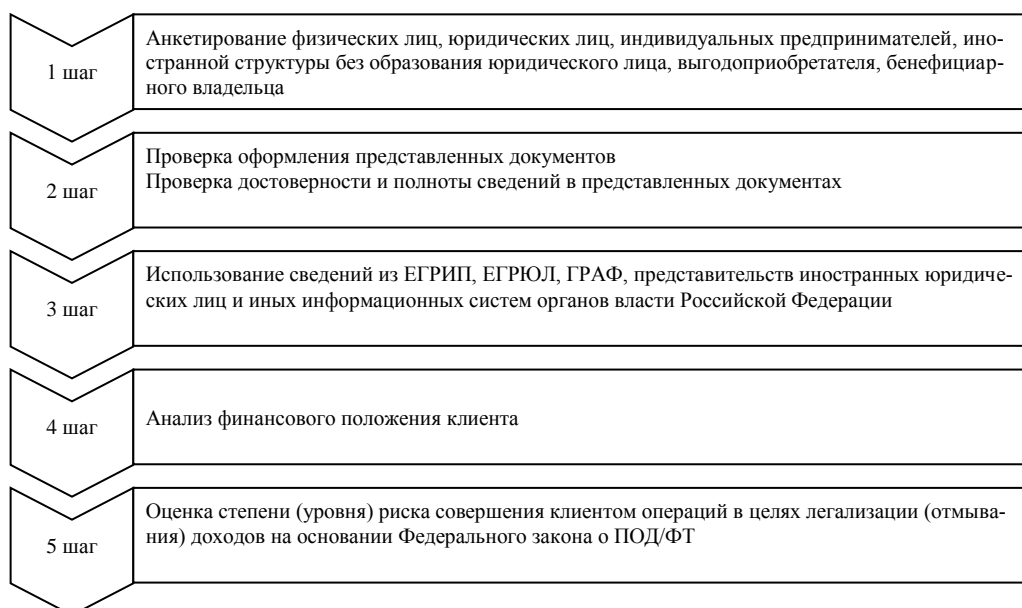 1 шаг
Анкетирование физических лиц, юридических лиц, индивидуальных предпринимателей, ино-
странной структуры без образования юридического лица, выгодоприобретателя, бенефициар-
ного владельца
2 шаг
Проверка оформления представленных документов
Проверка достоверности и полноты сведений в представленных документах
3 шаг
Использование сведений из ЕГРИП, ЕГРЮЛ, ГРАФ, представительств иностранных юридиче-
ских лиц и иных информационных систем органов власти Российской Федерации
4 шаг
Анализ финансового положения клиента
5 шаг
Оценка степени (уровня) риска совершения клиентом операций в целях легализации (отмыва-
ния) доходов на основании Федерального закона о ПОД/ФТ